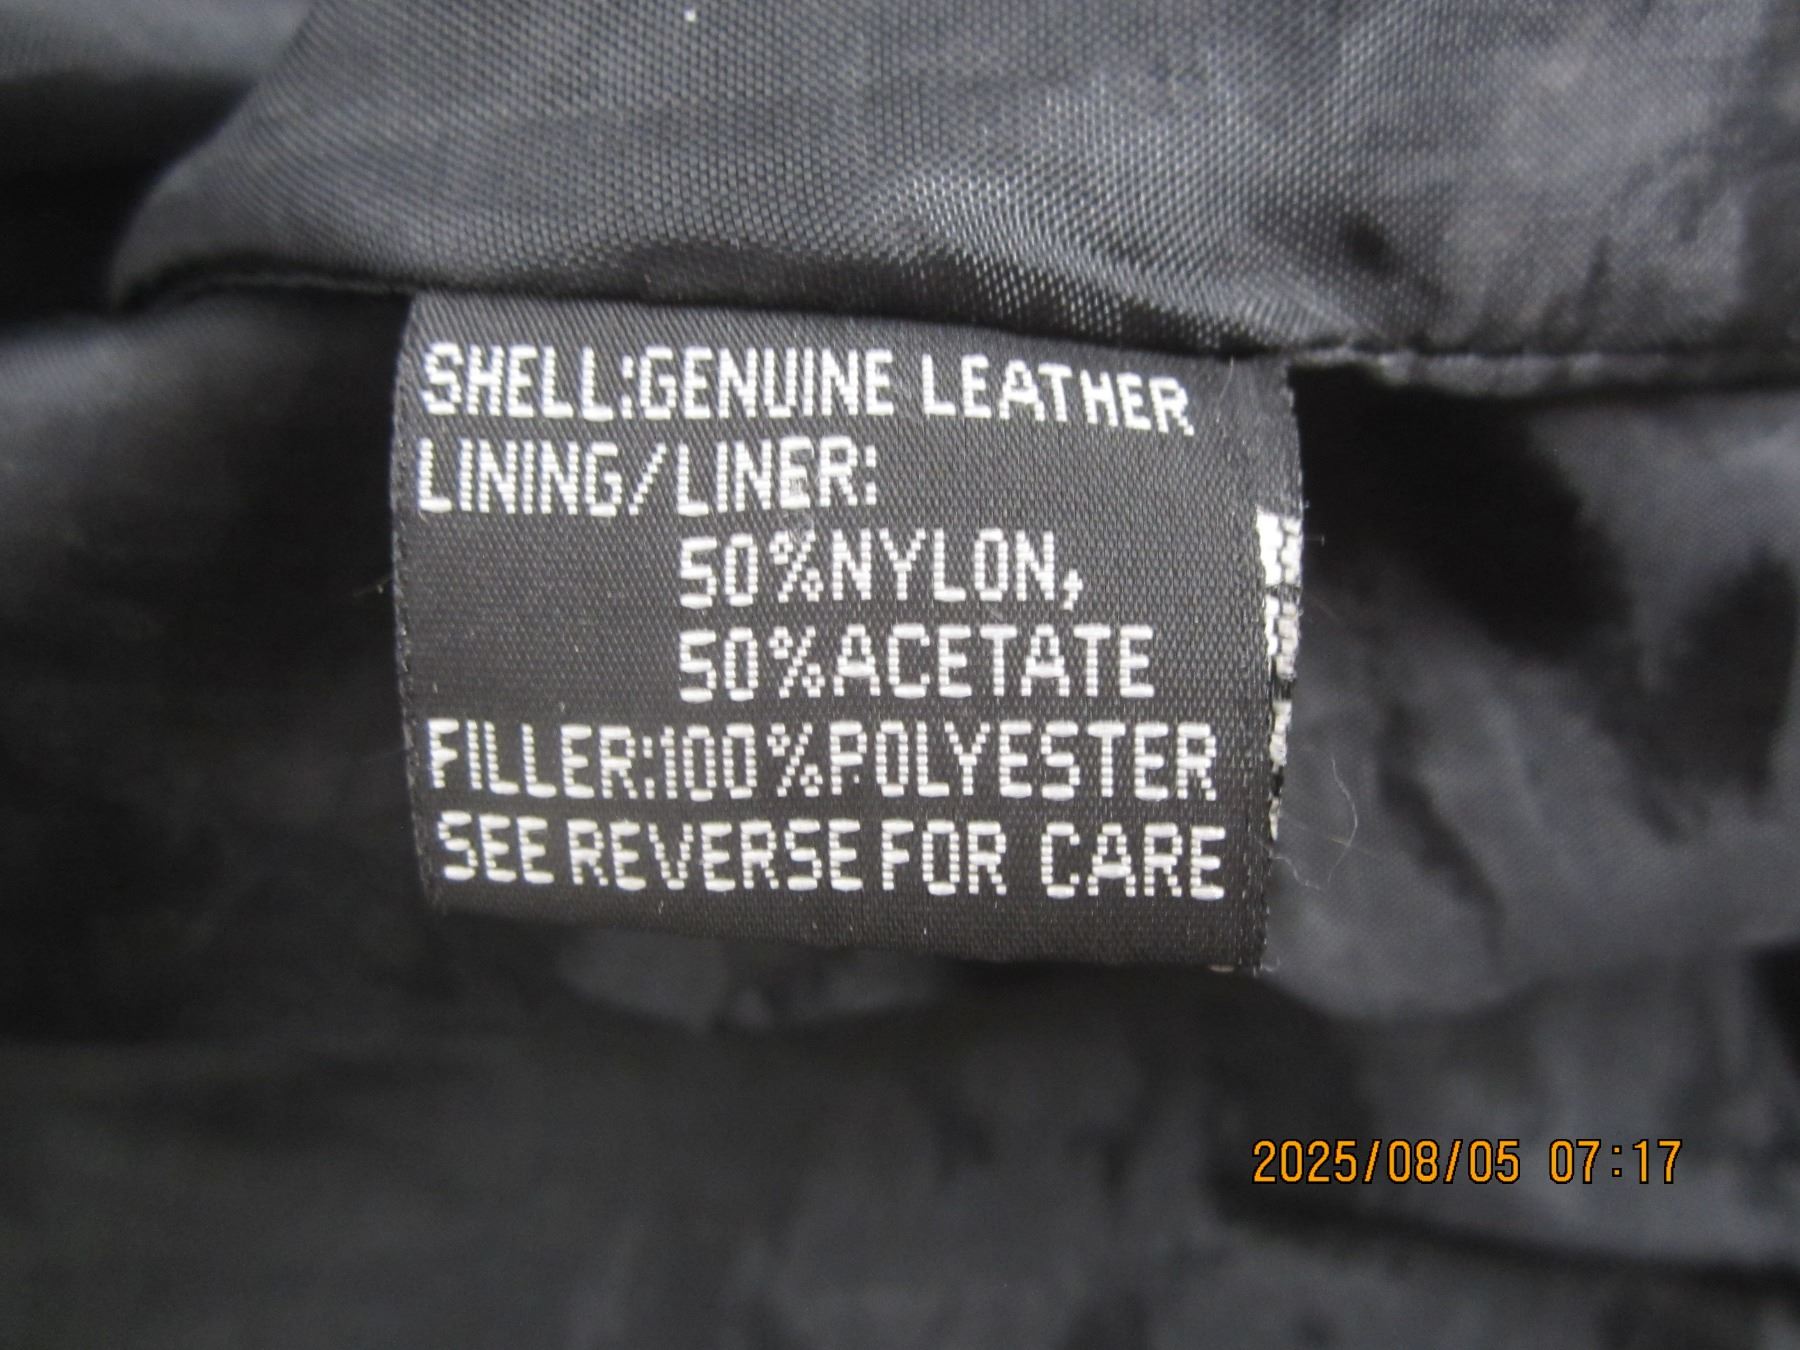 SHELL:GENUINE LEATHER
LINING/LINER:
50%NYLON,
50%ACETATE
FILLER:100%POLYESTER
SEE REVERSE FOR CARE
2025/08/05 07:17